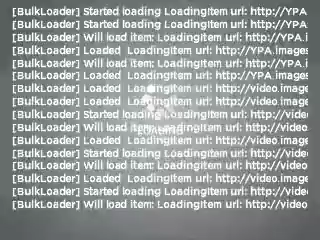 [BulkLoader] Started loading LoadingItem url: http://YPA
[BulkLoader] Started loading LoadingItem url: http://YPA
[BulkLoader] Will load item: LoadingItem url: http://YPA.i
[BulkLoader] Loaded LoadingItem url: http://YPA.images
[BulkLoader] Will load item: LoadingItem url: http://YPA.i
[BulkLoader] Loaded LoadingItem url: http://YPA.images
[BulkLoader] Loaded LoadingItem url: http://video.image
[BulkLoader] Loaded LoadingItem url: http://video.image
[BulkLoader] Started loading LoadingItem url: http://vide
[BulkLoader] Will load item: LoadingItem url: http://video
Loading
[BulkLoader] Loaded LoadingItem url: http://video.image
[BulkLoader] Started loading LoadingItem url: http://vide
[BulkLoader] Will load item: LoadingItem url: http://video
[BulkLoader] Loaded LoadingItem url: http://video.image
[BulkLoader] Started loading LoadingItem url: http://vide
[BulkLoader] Will load item: LoadingItem url: http://video